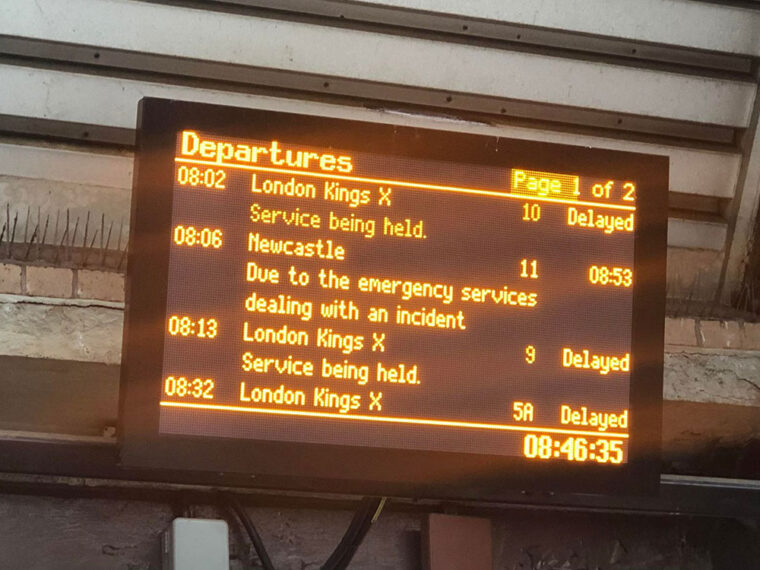 Departures Page 1 of 2
08:02 London Kings X 10 Delayed
Service being held.
08:06 Newcastle 11 08:53
Due to the emergency services
dealing with an incident
08:13 London Kings X 9 Delayed
Service being held.
08:32 London Kings X 5A Delayed
08:46:35